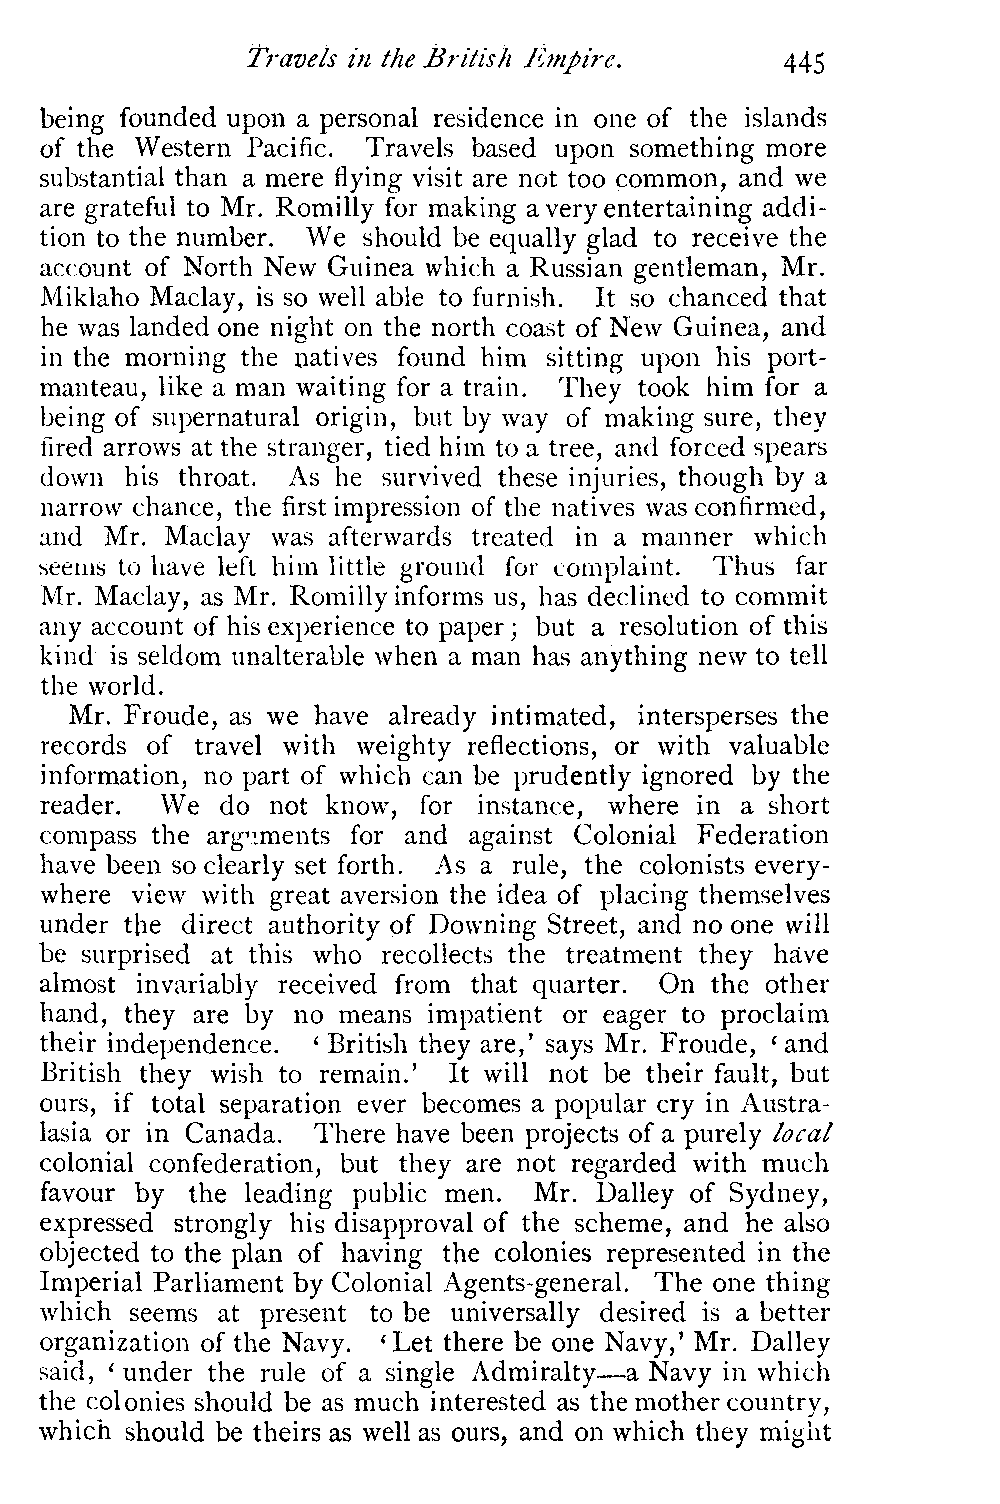 Travels in the British Empire. 445
being founded upon a personal residence in one of the islands
of the Western Pacific. Travels based upon something more
substantial than a mere flying visit are not too common, and we
are grateful to Mr. Romilly for making a very entertaining addi-
tion to the number. We should be equally glad to receive the
account of North New Guinea which a Russian gentleman, Mr.
Miklaho Maclay, is so well able to furnish. It so chanced that
he was landed one night on the north coast of New Guinea, and
in the morning the natives found him sitting upon his port-
manteau, like a man waiting for a train. They took him for a
being of supernatural origin, but by way of making sure, they
fired arrows at the stranger, tied him to a tree, and forced spears
down his throat. As he survived these injuries, though by a
narrow chance, the first impression of the natives was confirmed,
and Mr. Maclay was afterwards treated in a manner which
seems to have left him little ground for complaint. Thus far
Mr. Maclay, as Mr. Romilly informs us, has declined to commit
any account of his experience to paper; but a resolution of this
kind is seldom unalterable when a man has anything new to tell
the world.
Mr. Froude, as we have already intimated, intersperses the
records of travel with weighty reflections, or with valuable
information, no part of which can be prudently ignored by the
reader. We do not know, for instance, where in a short
compass the arguments for and against Colonial Federation
have been so clearly set forth. As a rule, the colonists every-
where view with great aversion the idea of placing themselves
under the direct authority of Downing Street, and no one will
be surprised at this who recollects the treatment they have
almost invariably received from that quarter. On the other
hand, they are by no means impatient or eager to proclaim
their independence. ‘British they are,’ says Mr. Froude, ‘and
British they wish to remain.’ It will not be their fault, but
ours, if total separation ever becomes a popular cry in Austra-
lasia or in Canada. There have been projects of a purely local
colonial confederation, but they are not regarded with much
favour by the leading public men. Mr. Dalley of Sydney,
expressed strongly his disapproval of the scheme, and he also
objected to the plan of having the colonies represented in the
Imperial Parliament by Colonial Agents-general. The one thing
which seems at present to be universally desired is a better
organization of the Navy. ‘Let there be one Navy,’ Mr. Dalley
said, ‘under the rule of a single Admiralty—a Navy in which
the colonies should be as much interested as the mother country,
which should be theirs as well as ours, and on which they might